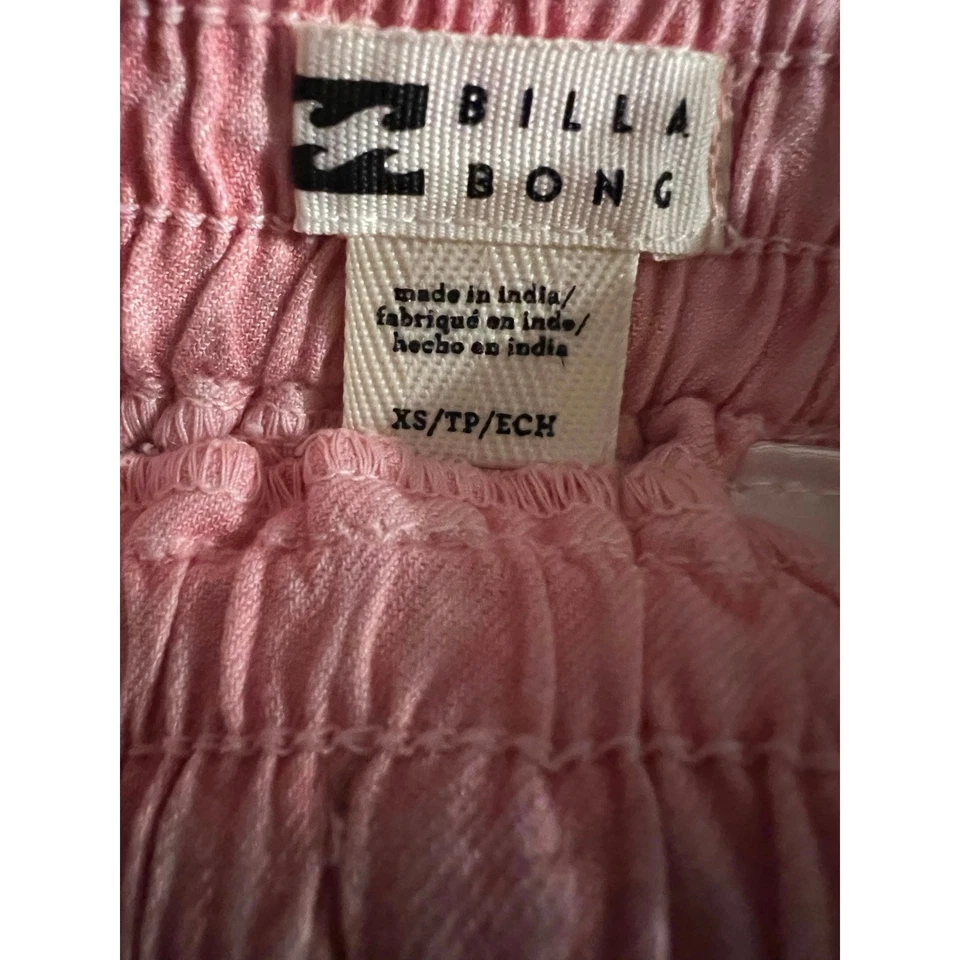 BILLA
BONG
made in india/
fabriqué en inde/
hecho en india
XS/TP/ECH